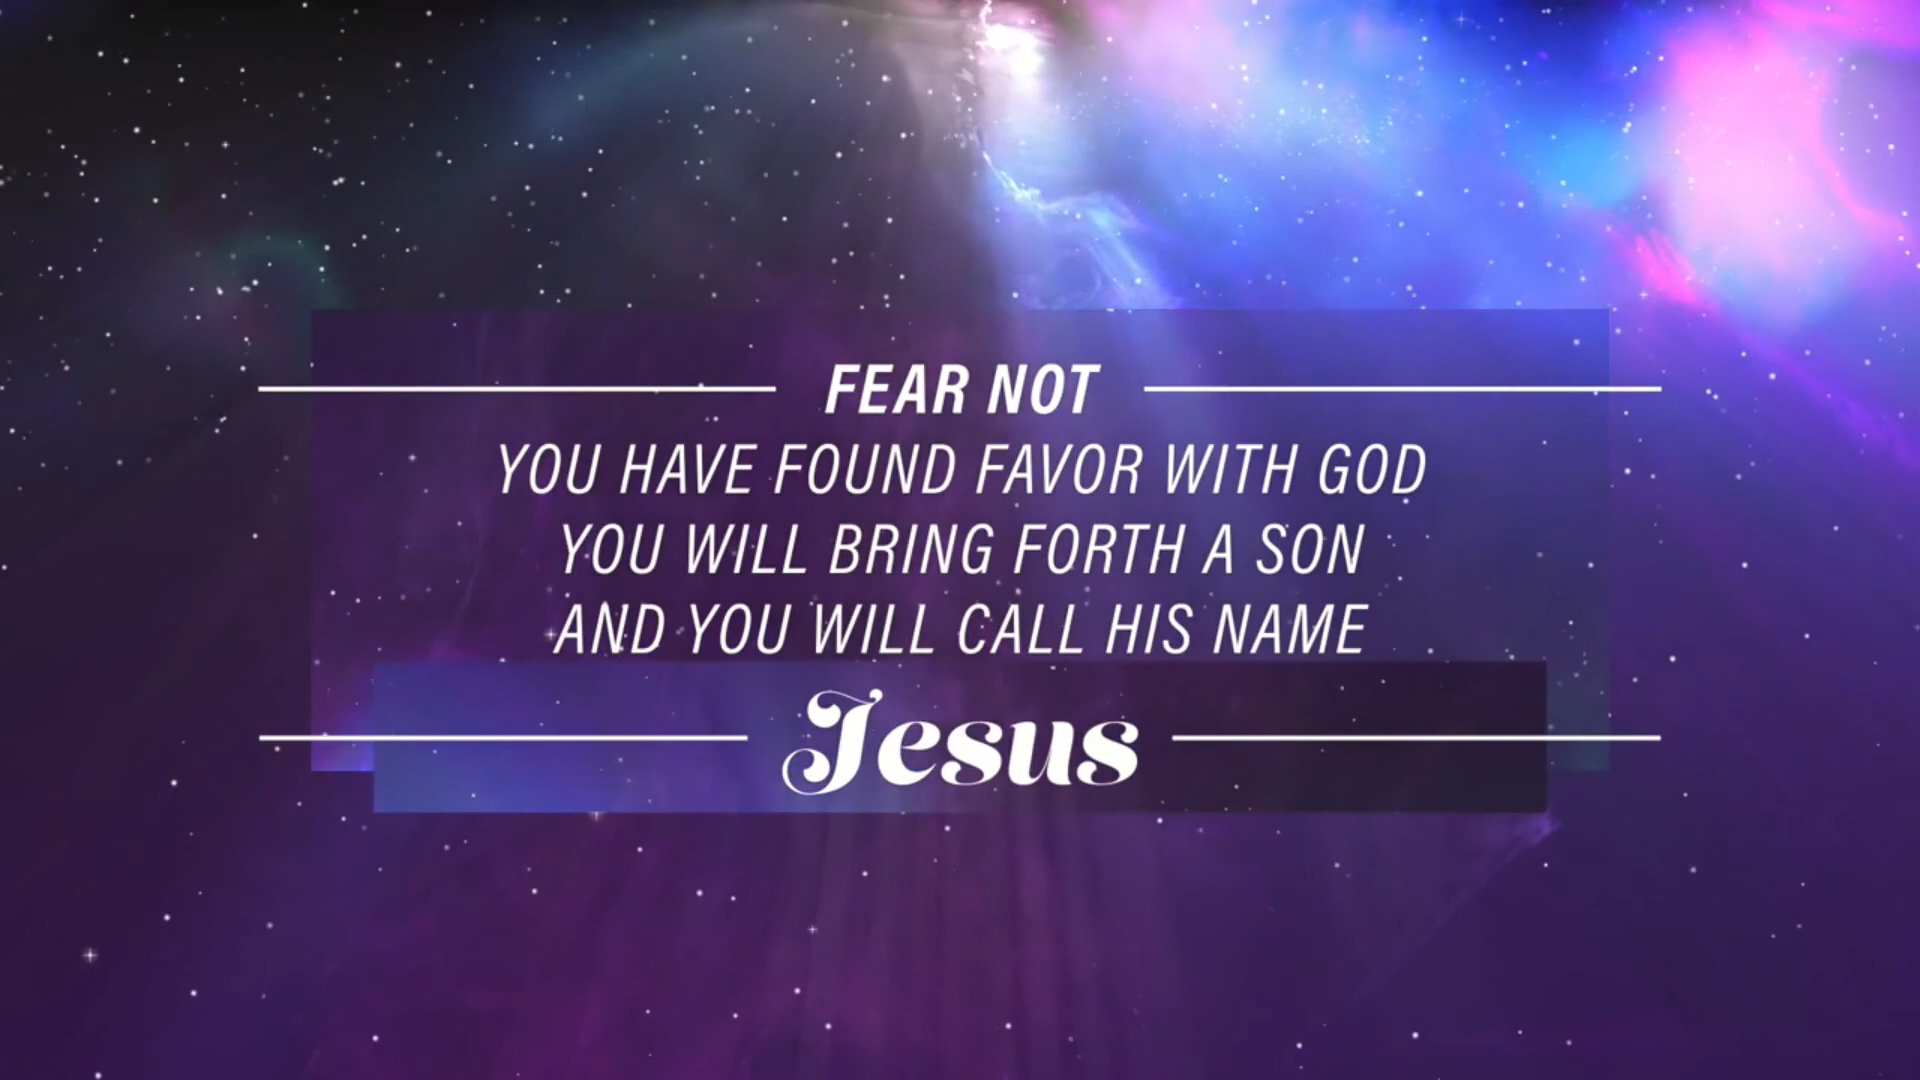 FEAR NOT
YOU HAVE FOUND FAVOR WITH GOD
YOU WILL BRING FORTH A SON
AND YOU WILL CALL HIS NAME
Jesus